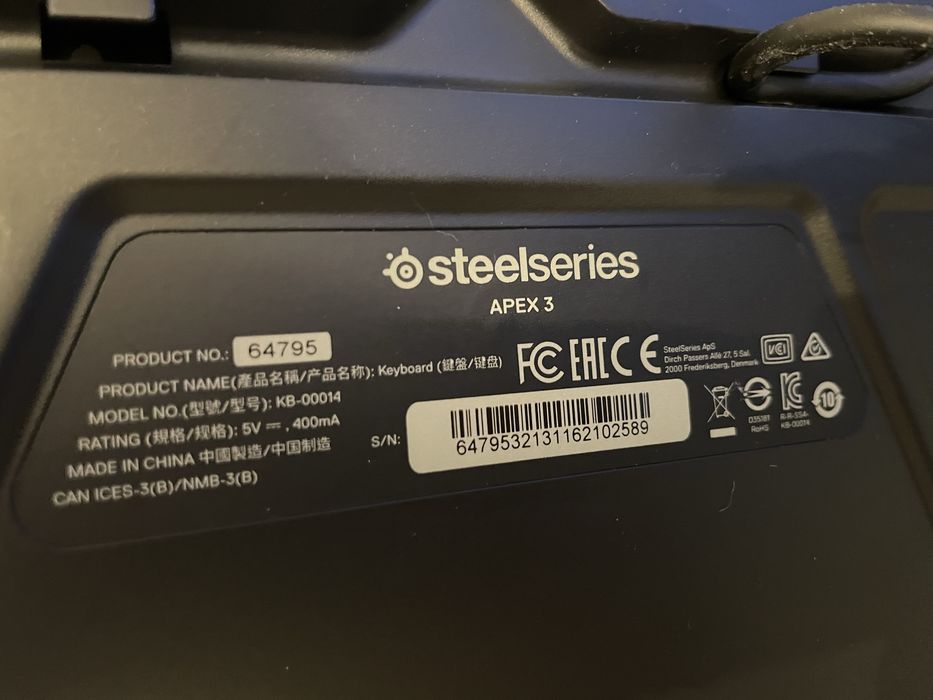 steelseries
APEX 3
PRODUCT NO.: 64795
PRODUCT NAME(產品名稱/产品名称): Keyboard (鍵盤/键盘)
MODEL NO.(型號/型号): KB-00014
RATING (規格/规格): 5V ⎓, 400mA
MADE IN CHINA 中國製造/中国制造
CAN ICES-3(B)/NMB-3(B)
FC EAC CE
SteelSeries ApS
Dirch Passers Allé 27, 5 Sal.
2000 Frederiksberg, Denmark
VCI
S/N:
6479532131162102589
D35181
RoHS
R-R-SS4-
KB-00014
10